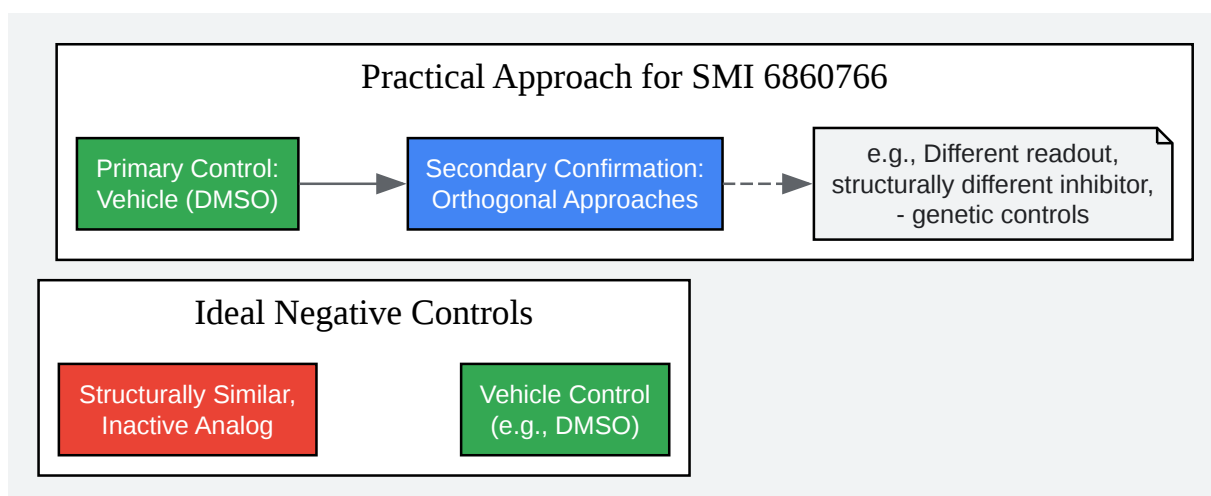 Practical Approach for SMI 6860766
Primary Control:
Vehicle (DMSO)
Secondary Confirmation:
Orthogonal Approaches
e.g., Different readout,
structurally different inhibitor,
- genetic controls
Ideal Negative Controls
Structurally Similar,
Inactive Analog
Vehicle Control
(e.g., DMSO)